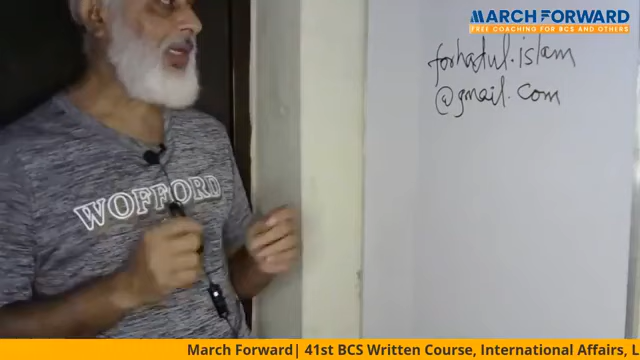 MARCH FORWARD
FREE COACHING FOR BCS AND OTHERS
forhadul.islam
@gmail.com
WOFFORD
March Forward| 41st BCS Written Course, International Affairs, L